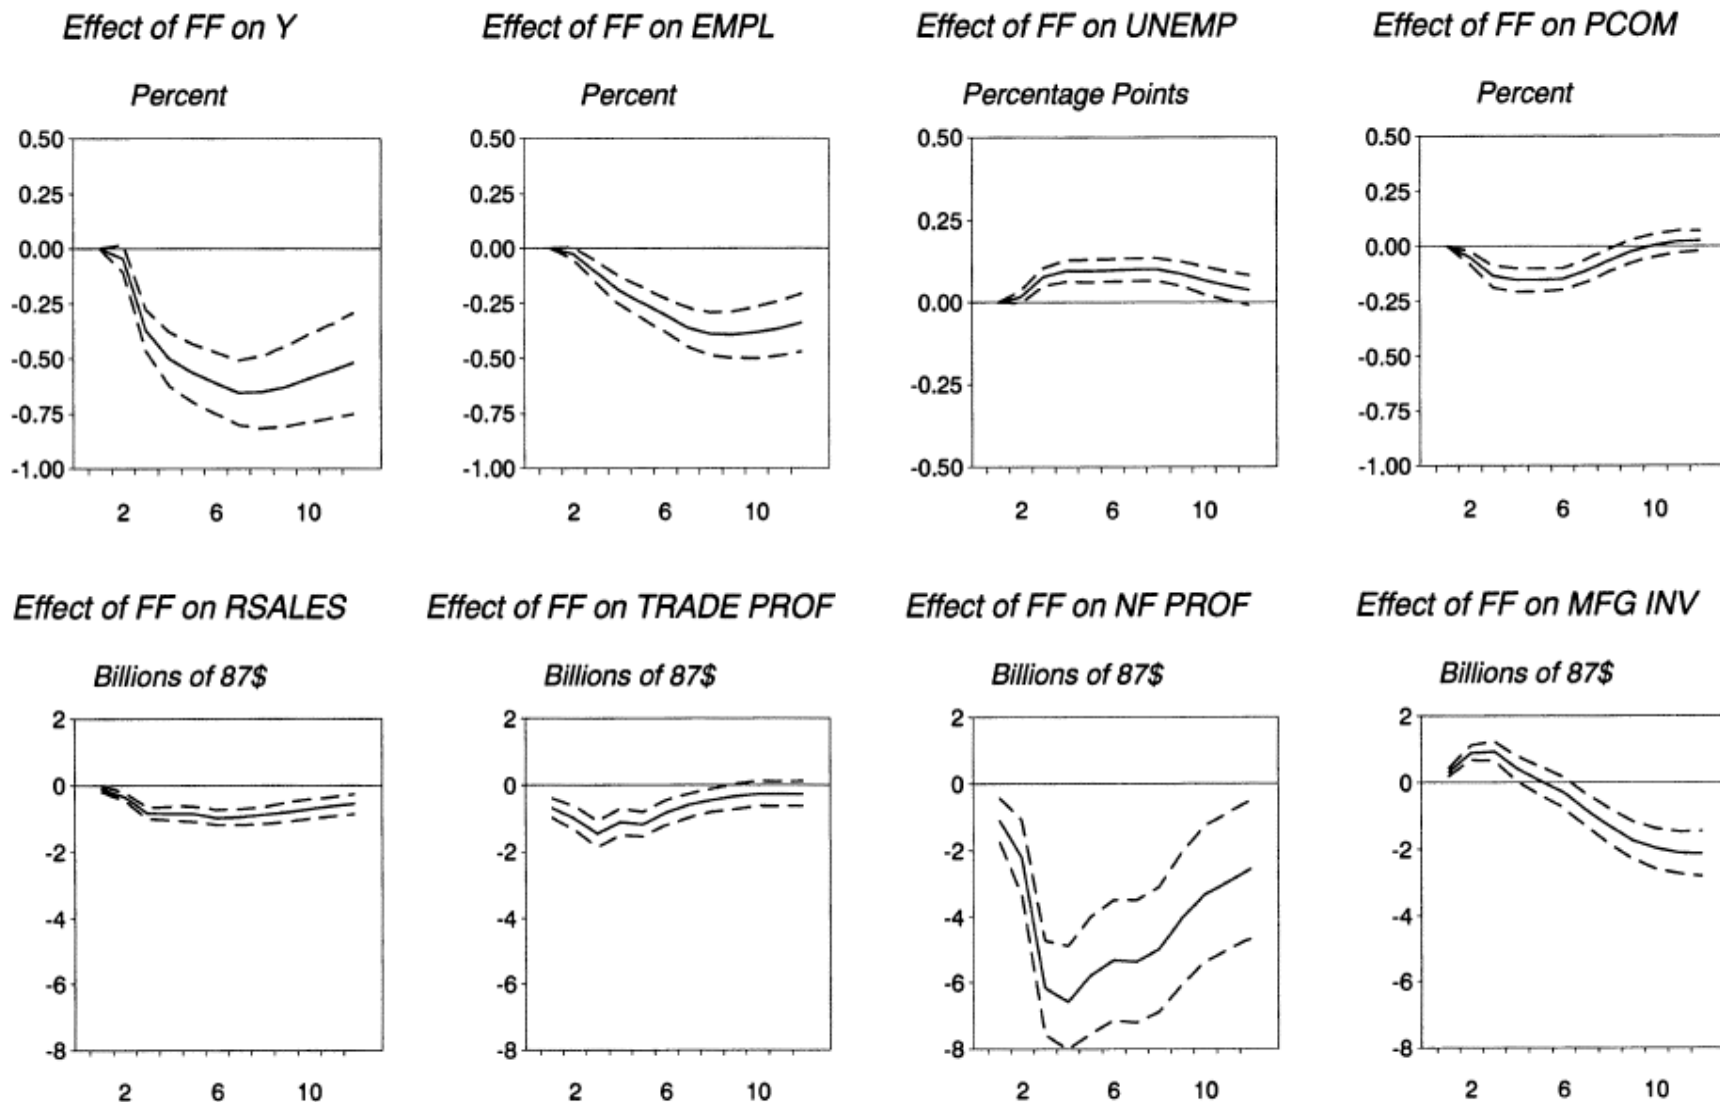 Effect of FF on Y
Percent
0.50
0.25
0.00
-0.25
-0.50
-0.75
-1.00
2 6 10
Effect of FF on EMPL
Percent
0.50
0.25
0.00
-0.25
-0.50
-0.75
-1.00
2 6 10
Effect of FF on UNEMP
Percentage Points
0.50
0.25
0.00
-0.25
-0.50
2 6 10
Effect of FF on PCOM
Percent
0.50
0.25
0.00
-0.25
-0.50
-0.75
-1.00
2 6 10
Effect of FF on RSALES
Billions of 87$
2
0
-2
-4
-6
-8
2 6 10
Effect of FF on TRADE PROF
Billions of 87$
2
0
-2
-4
-6
-8
2 6 10
Effect of FF on NF PROF
Billions of 87$
2
0
-2
-4
-6
-8
2 6 10
Effect of FF on MFG INV
Billions of 87$
2
0
-2
-4
-6
-8
2 6 10